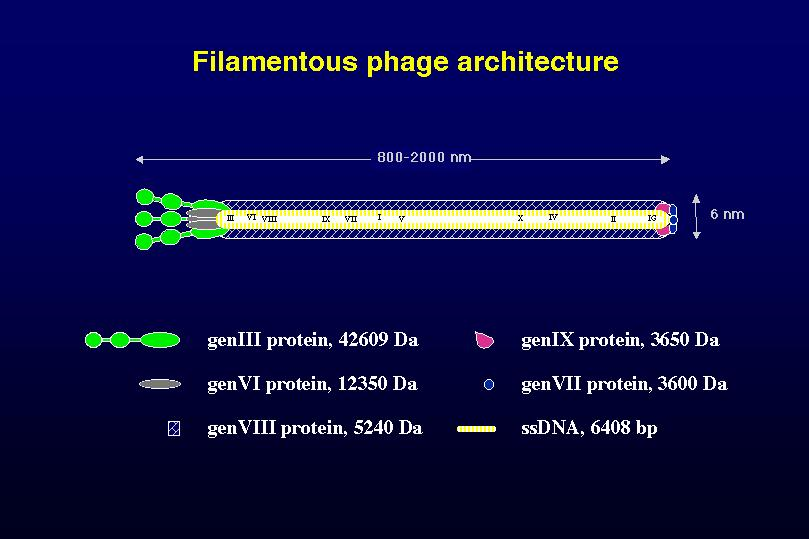 Filamentous phage architecture
800-2000 nm
III VI VIII IX VII I V X IV II IG
6 nm
genIII protein, 42609 Da
genIX protein, 3650 Da
genVI protein, 12350 Da
genVII protein, 3600 Da
genVIII protein, 5240 Da
ssDNA, 6408 bp